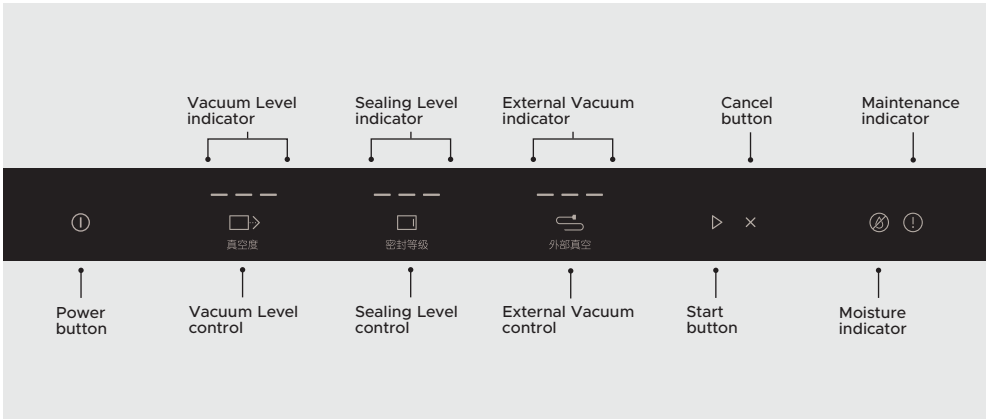 Vacuum Level
indicator
Sealing Level
indicator
External Vacuum
indicator
Cancel
button
Maintenance
indicator
真空度
密封等级
外部真空
Power
button
Vacuum Level
control
Sealing Level
control
External Vacuum
control
Start
button
Moisture
indicator